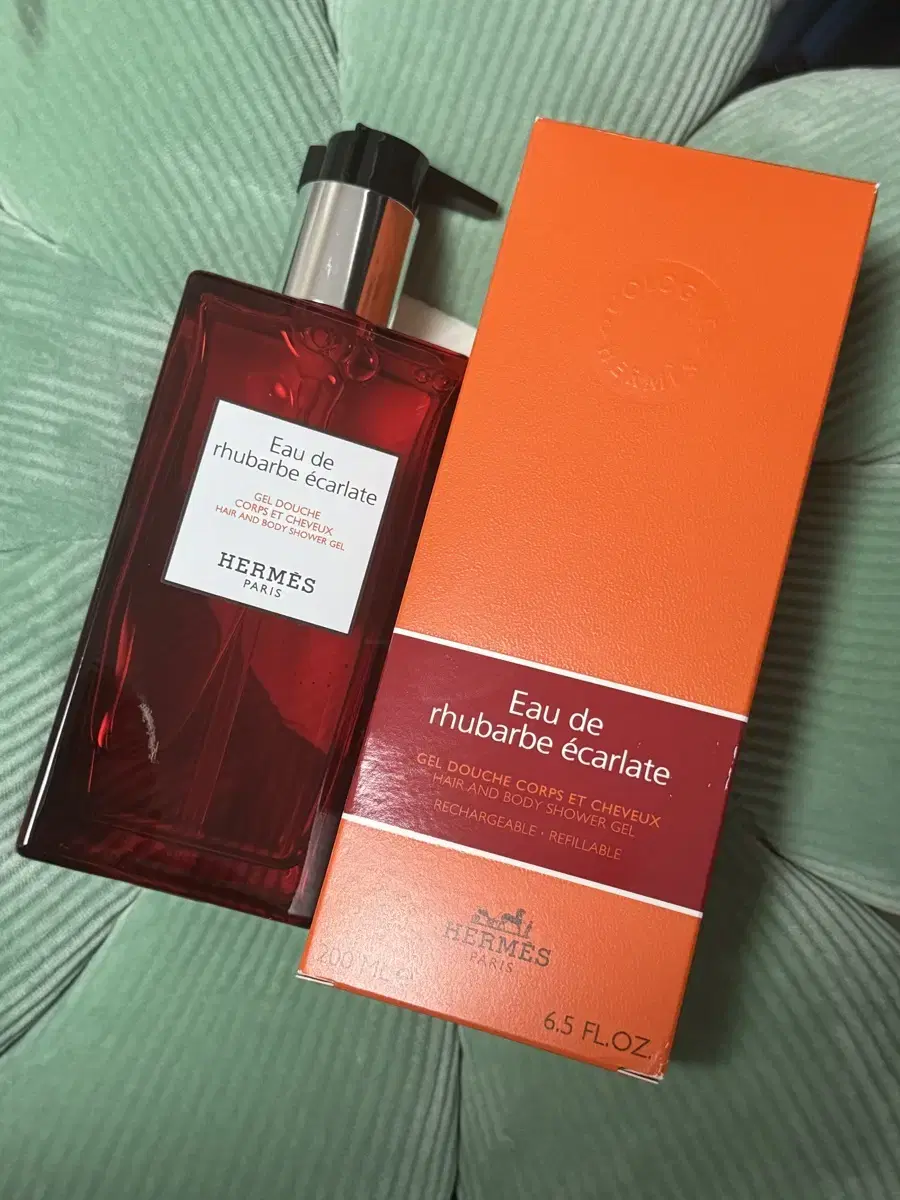 Eau de
rhubarbe écarlate
GEL DOUCHE
CORPS ET CHEVEUX
HAIR AND BODY SHOWER GEL
HERMÈS
PARIS
Eau de
rhubarbe écarlate
GEL DOUCHE CORPS ET CHEVEUX
HAIR AND BODY SHOWER GEL
RECHARGEABLE · REFILLABLE
HERMÈS
PARIS
200 ML ℮
6.5 FL.OZ.